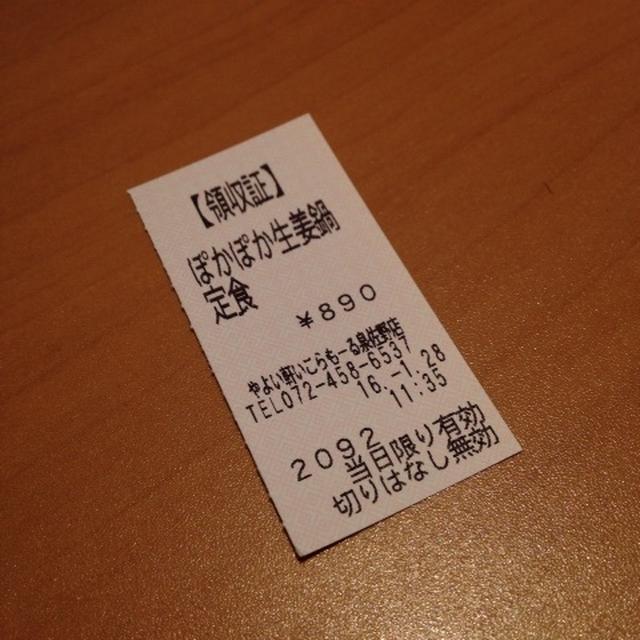 【領収証】
ぽかぽか生姜鍋
定食
¥890
やよい軒いこらもーる泉佐野店
TEL072-458-6537
16.-1.28
11:35
2092
当日限り有効
切りはなし無効